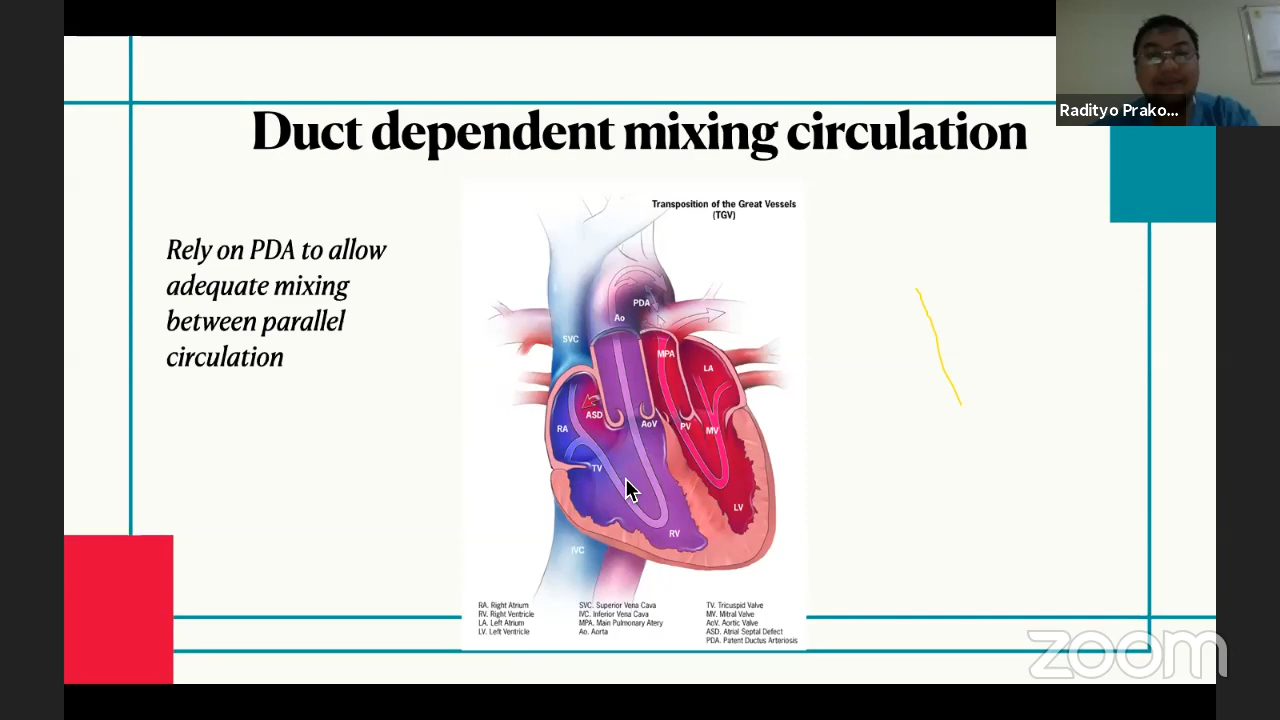 Radityo Prako...
Duct dependent mixing circulation
Rely on PDA to allow
adequate mixing
between parallel
circulation
Transposition of the Great Vessels
(TGV)
PDA
Ao
SVC
MPA
LA
ASD
RA
AoV
PV
MV
TV
LV
RV
IVC
RA. Right Atrium
RV. Right Ventricle
LA. Left Atrium
LV. Left Ventricle
SVC. Superior Vena Cava
IVC. Inferior Vena Cava
MPA. Main Pulmonary Atery
Ao. Aorta
TV. Tricuspid Valve
MV. Mitral Valve
AoV. Aortic Valve
ASD. Atrial Septal Defect
PDA. Patent Ductus Arteriosis
zoom